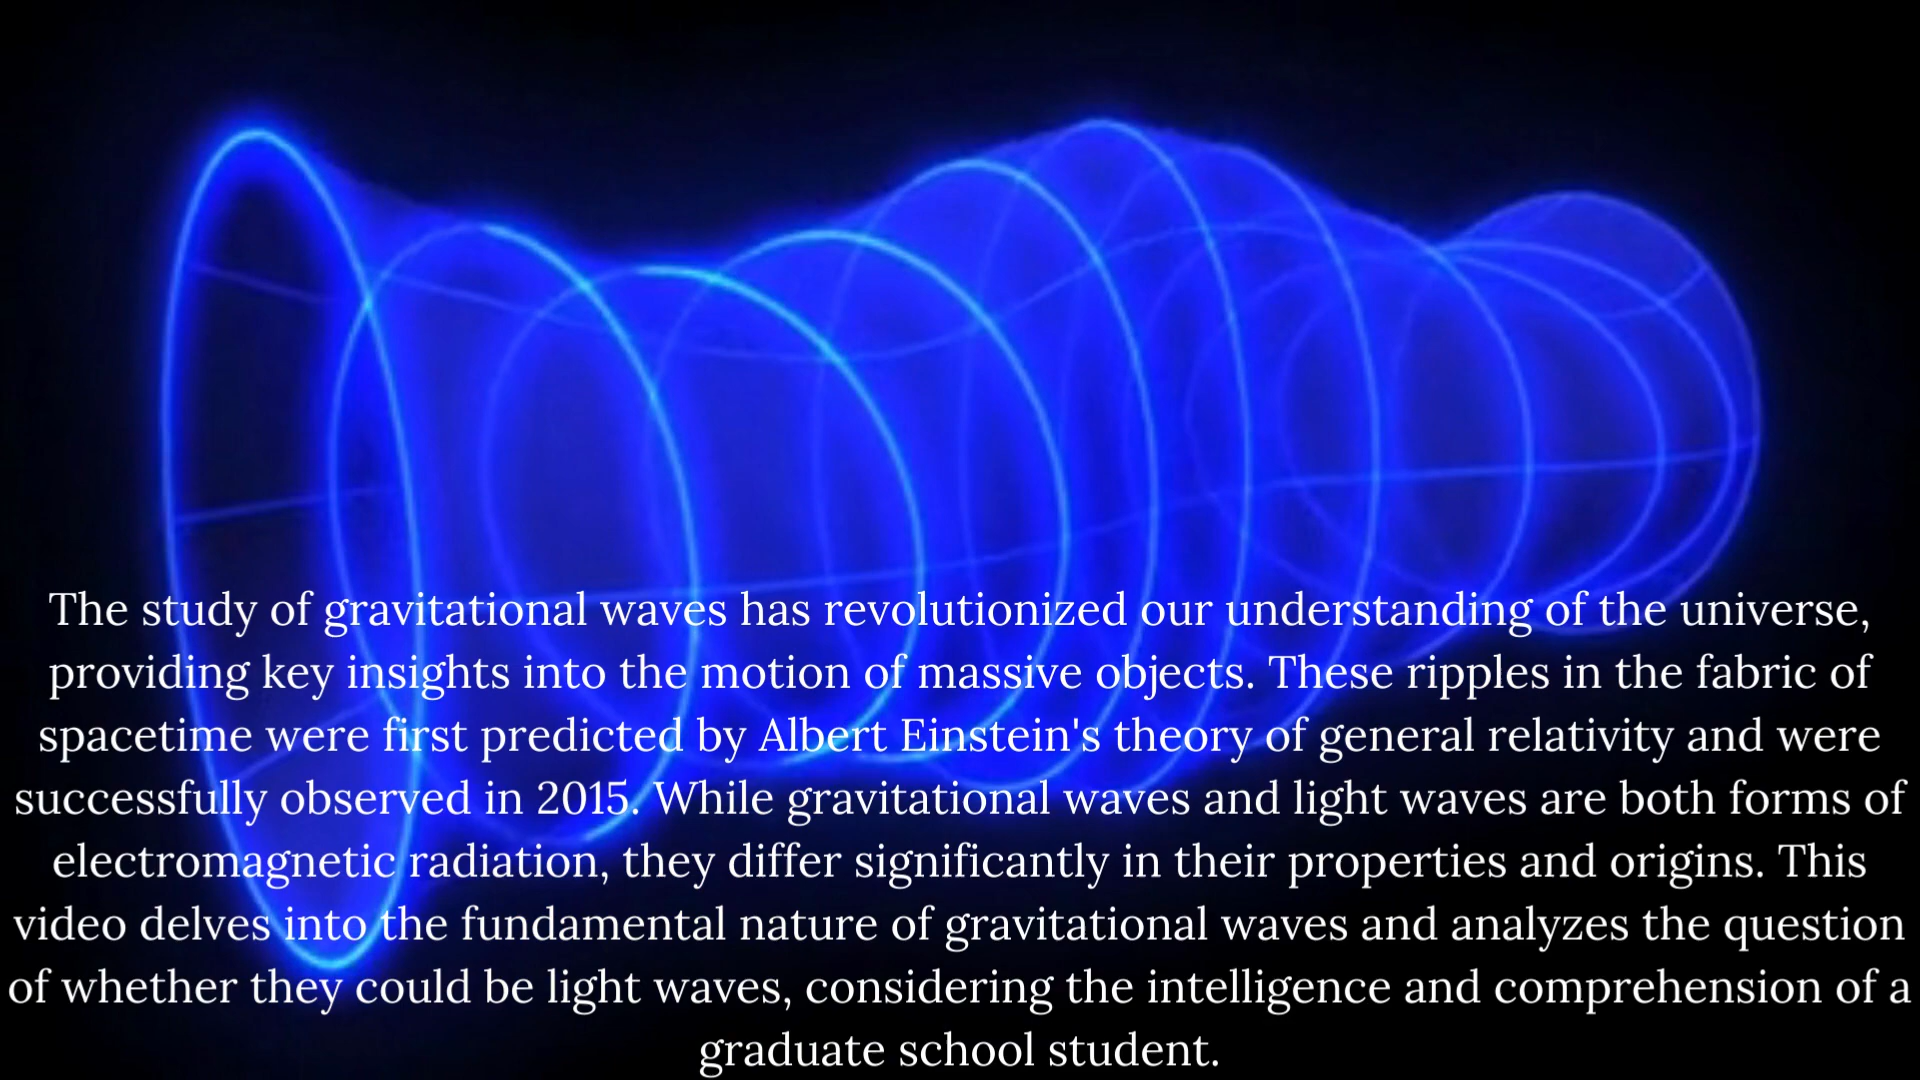 The study of gravitational waves has revolutionized our understanding of the universe,
providing key insights into the motion of massive objects. These ripples in the fabric of
spacetime were first predicted by Albert Einstein's theory of general relativity and were
successfully observed in 2015. While gravitational waves and light waves are both forms of
electromagnetic radiation, they differ significantly in their properties and origins. This
video delves into the fundamental nature of gravitational waves and analyzes the question
of whether they could be light waves, considering the intelligence and comprehension of a
graduate school student.